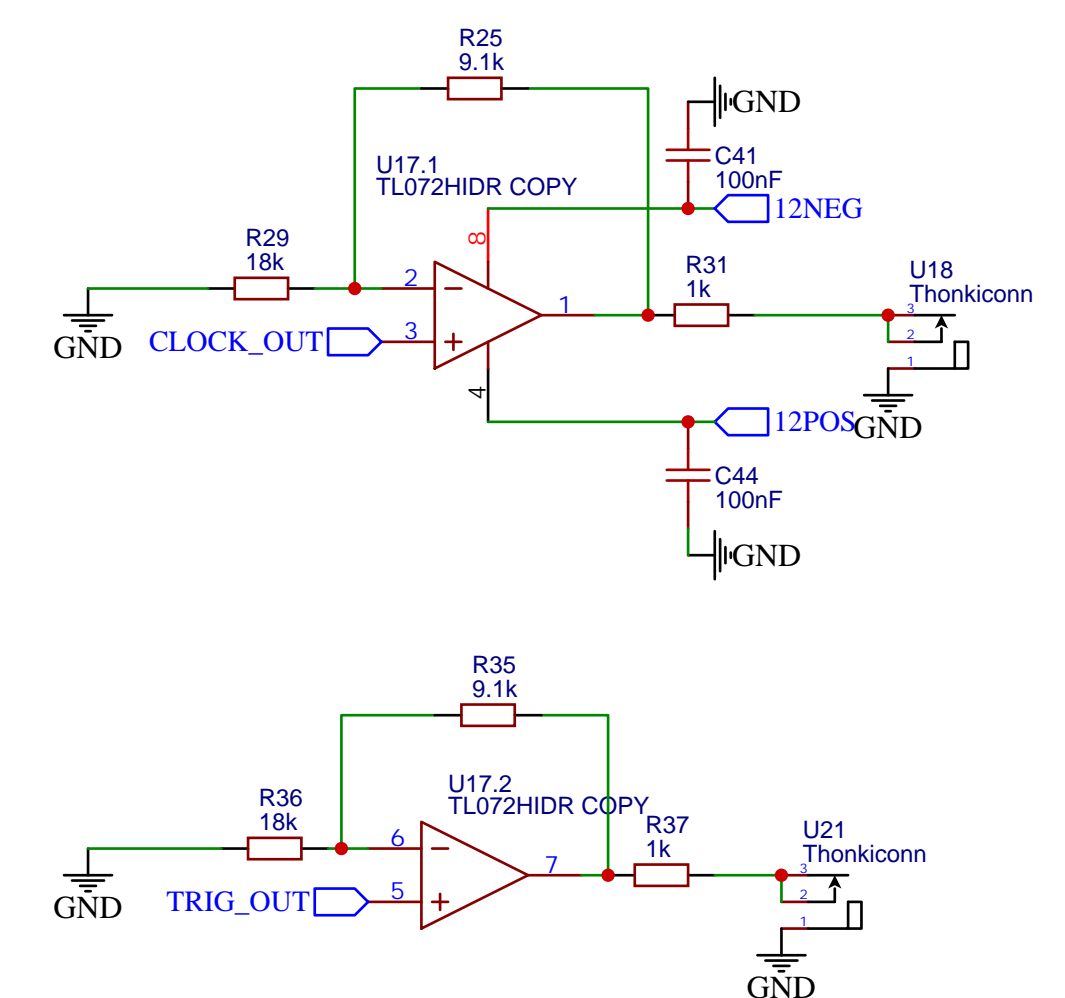 R25
9.1k
GND
U17.1
TL072HIDR COPY
C41
100nF
8
12NEG
R29
18k
2
1
R31
1k
U18
Thonkiconn
3
2
1
GND
CLOCK_OUT
3
4
12POS
GND
C44
100nF
GND
R35
9.1k
U17.2
TL072HIDR COPY
R36
18k
6
7
R37
1k
U21
Thonkiconn
3
2
1
GND
TRIG_OUT
5
GND